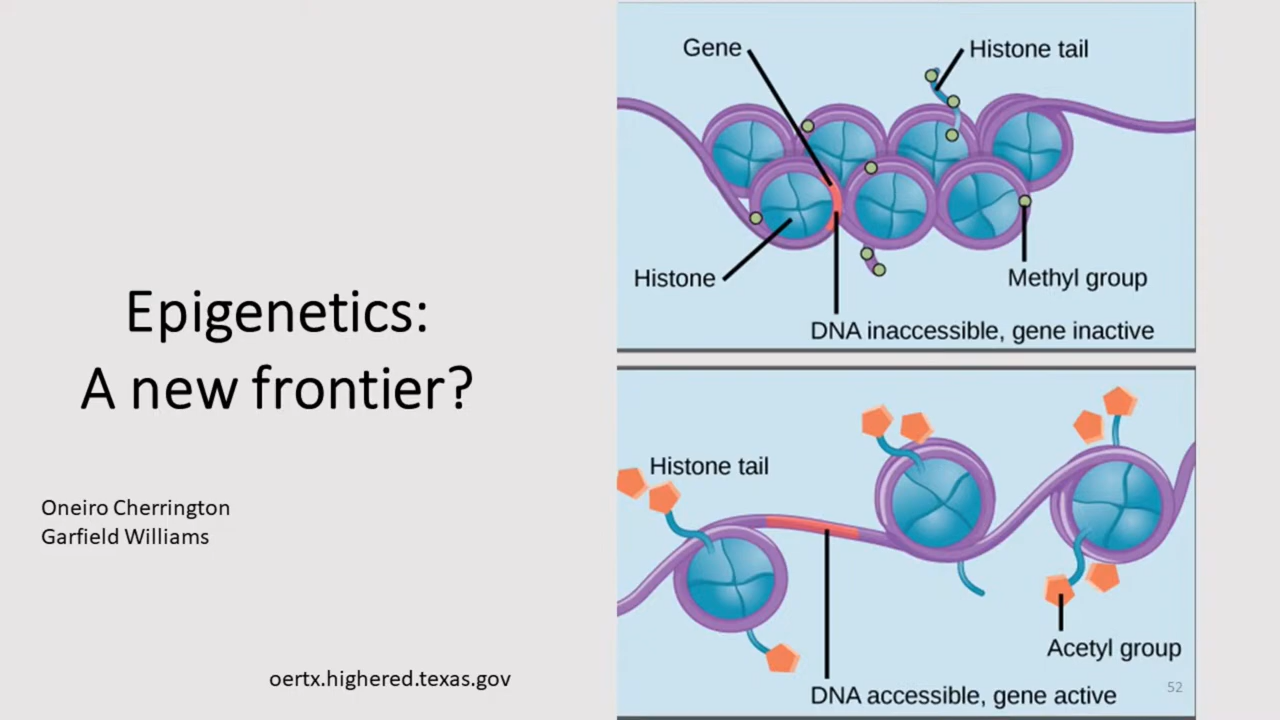 Epigenetics:
A new frontier?
Oneiro Cherrington
Garfield Williams
oertx.highered.texas.gov
Gene
Histone tail
Histone
Methyl group
DNA inaccessible, gene inactive
Histone tail
Acetyl group
DNA accessible, gene active
52